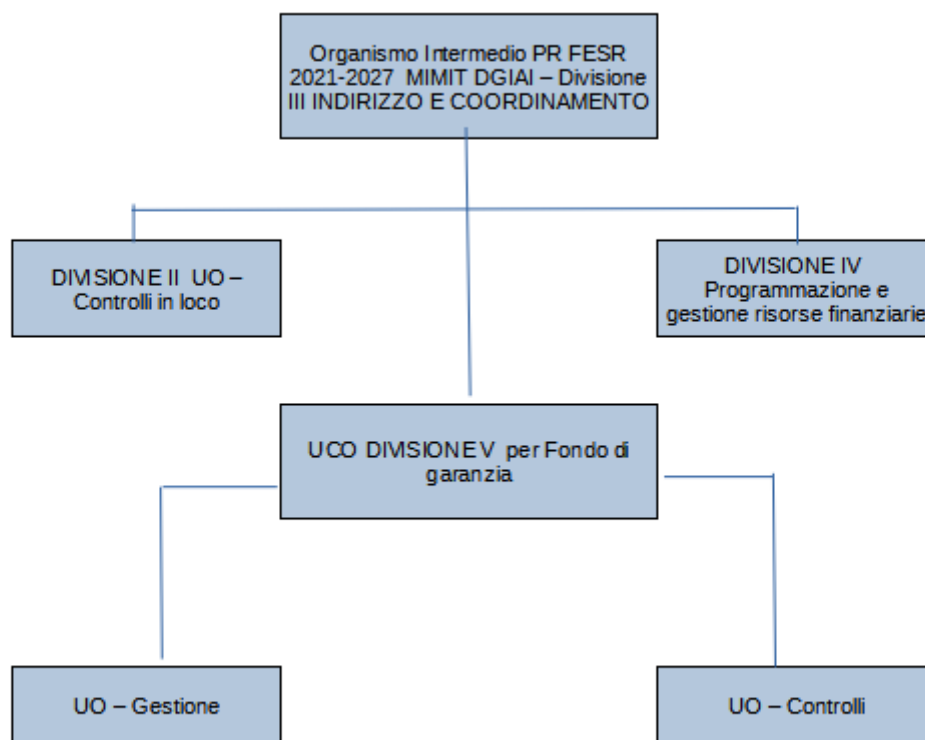 Organismo Intermedio PR FESR
2021-2027 MIMIT DGIAI – Divisione
III INDIRIZZO E COORDINAMENTO
DIVISIONE II UO –
Controlli in loco
DIVISIONE IV
Programmazione e
gestione risorse finanziarie
UCO DIVISIONE V per Fondo di
garanzia
UO – Gestione
UO – Controlli